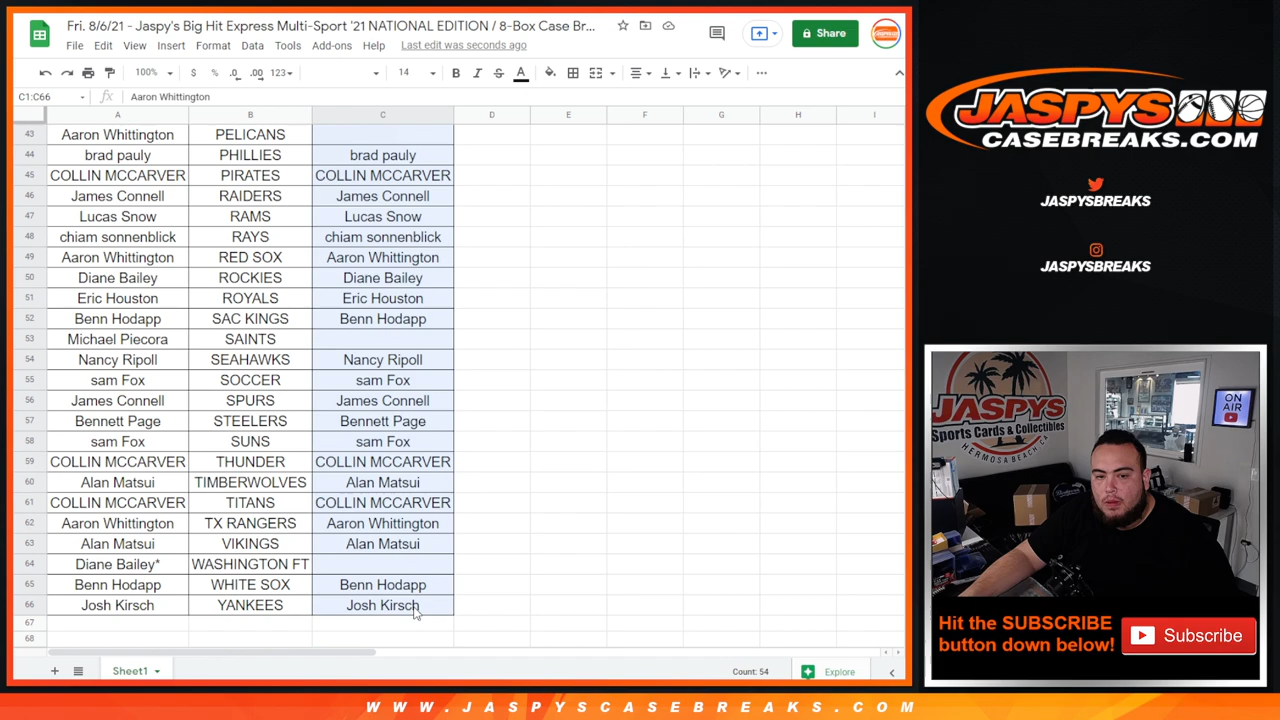 Fri. 8/6/21 - Jaspy's Big Hit Express Multi-Sport '21 NATIONAL EDITION / 8-Box Case Br...
File Edit View Insert Format Data Tools Add-ons Help Last edit was seconds ago
Share
100% $ % .0 .00 123 14 B I S A
C1:C66 fx Aaron Whittington
A B C D E F G H I
43 Aaron Whittington PELICANS
44 brad pauly PHILLIES brad pauly
45 COLLIN MCCARVER PIRATES COLLIN MCCARVER
46 James Connell RAIDERS James Connell
47 Lucas Snow RAMS Lucas Snow
48 chiam sonnenblick RAYS chiam sonnenblick
49 Aaron Whittington RED SOX Aaron Whittington
50 Diane Bailey ROCKIES Diane Bailey
51 Eric Houston ROYALS Eric Houston
52 Benn Hodapp SAC KINGS Benn Hodapp
53 Michael Piecora SAINTS
54 Nancy Ripoll SEAHAWKS Nancy Ripoll
55 sam Fox SOCCER sam Fox
56 James Connell SPURS James Connell
57 Bennett Page STEELERS Bennett Page
58 sam Fox SUNS sam Fox
59 COLLIN MCCARVER THUNDER COLLIN MCCARVER
60 Alan Matsui TIMBERWOLVES Alan Matsui
61 COLLIN MCCARVER TITANS COLLIN MCCARVER
62 Aaron Whittington TX RANGERS Aaron Whittington
63 Alan Matsui VIKINGS Alan Matsui
64 Diane Bailey* WASHINGTON FT
65 Benn Hodapp WHITE SOX Benn Hodapp
66 Josh Kirsch YANKEES Josh Kirsch
67
68
Sheet1 Count: 54 Explore
JASPYS
CASEBREAKS.COM
JASPYSBREAKS
JASPYSBREAKS
JASPYS
Sports Cards & Collectibles
HERMOSA BEACH CA
ON
AIR
Hit the SUBSCRIBE
button down below!
Subscribe
WWW.JASPYSCASEBREAKS.COM